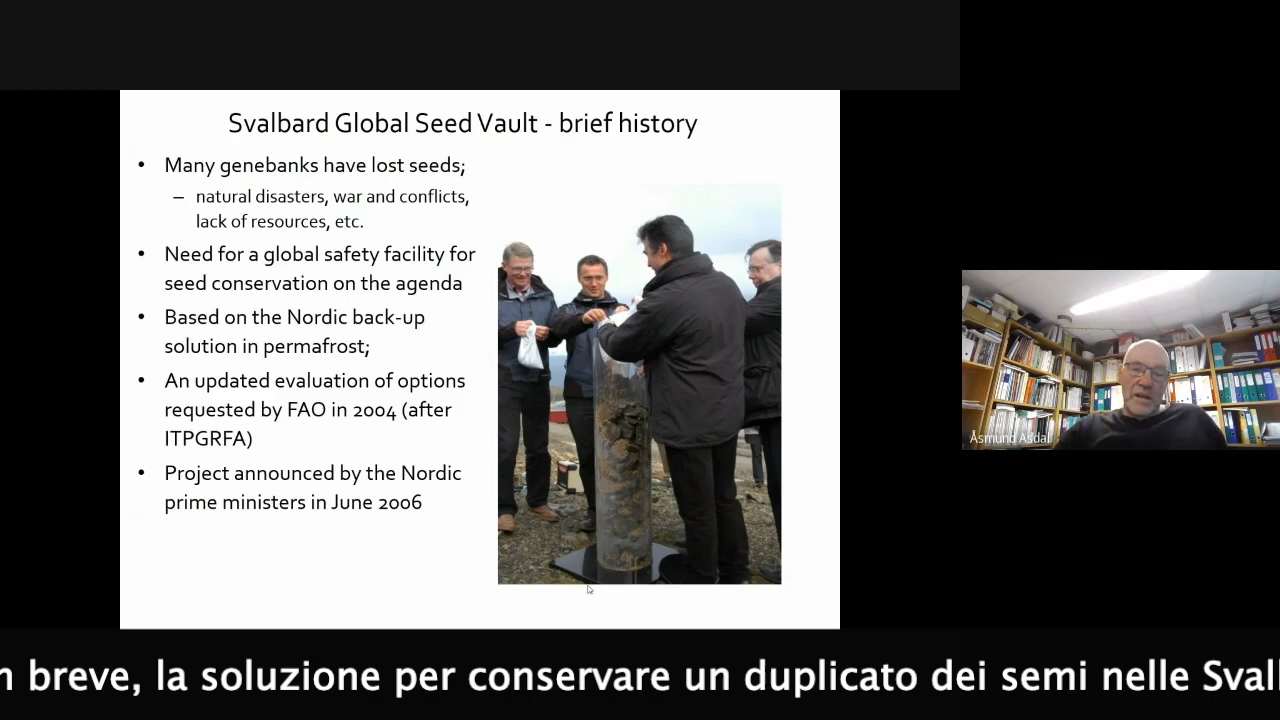 Svalbard Global Seed Vault - brief history
• Many genebanks have lost seeds;
– natural disasters, war and conflicts,
lack of resources, etc.
• Need for a global safety facility for
seed conservation on the agenda
• Based on the Nordic back-up
solution in permafrost;
• An updated evaluation of options
requested by FAO in 2004 (after
ITPGRFA)
• Project announced by the Nordic
prime ministers in June 2006
Åsmund Asdal
n breve, la soluzione per conservare un duplicato dei semi nelle Sval